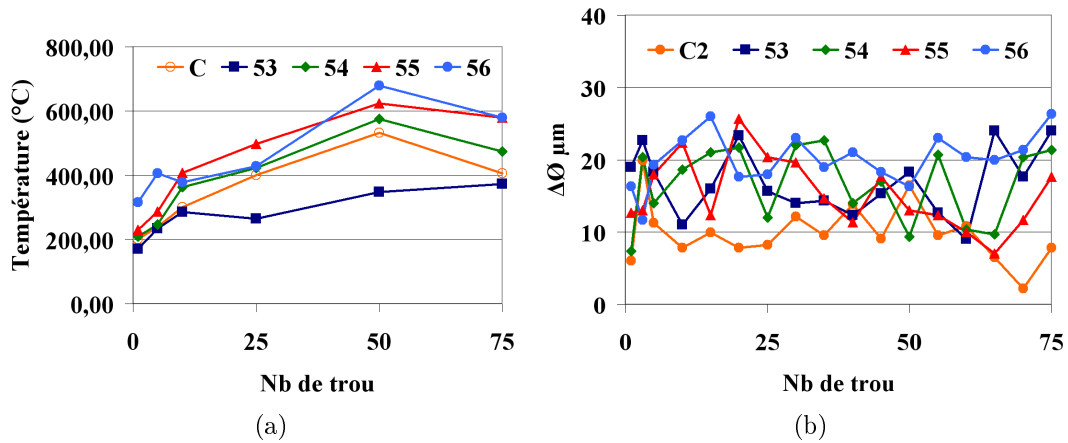 800,00
600,00
400,00
200,00
0,00
Température (°C)
C 53 54 55 56
0 25 50 75
Nb de trou
(a)
40
30
20
10
0
ΔØ µm
C2 53 54 55 56
0 25 50 75
Nb de trou
(b)